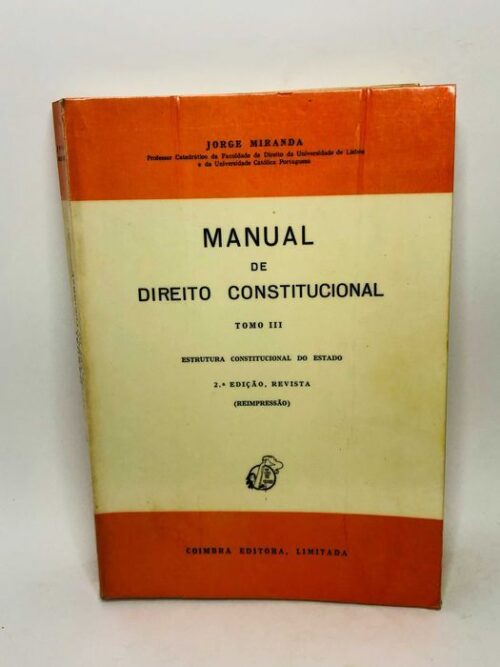 JORGE MIRANDA
Professor Catedrático da Faculdade de Direito da Universidade de Lisboa
e da Universidade Católica Portuguesa
MANUAL
DE
DIREITO CONSTITUCIONAL
TOMO III
ESTRUTURA CONSTITUCIONAL DO ESTADO
2.ª EDIÇÃO, REVISTA
(REIMPRESSÃO)
COIMBRA EDITORA, LIMITADA